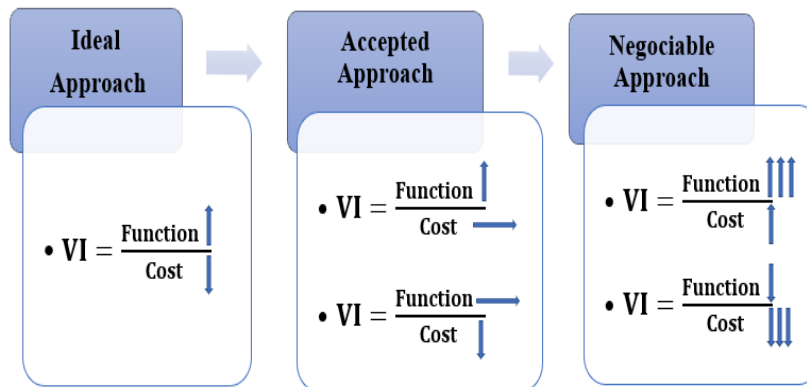 Ideal
Approach
• VI = Function / Cost
Accepted
Approach
• VI = Function / Cost
• VI = Function / Cost
Negociable
Approach
• VI = Function / Cost
• VI = Function / Cost